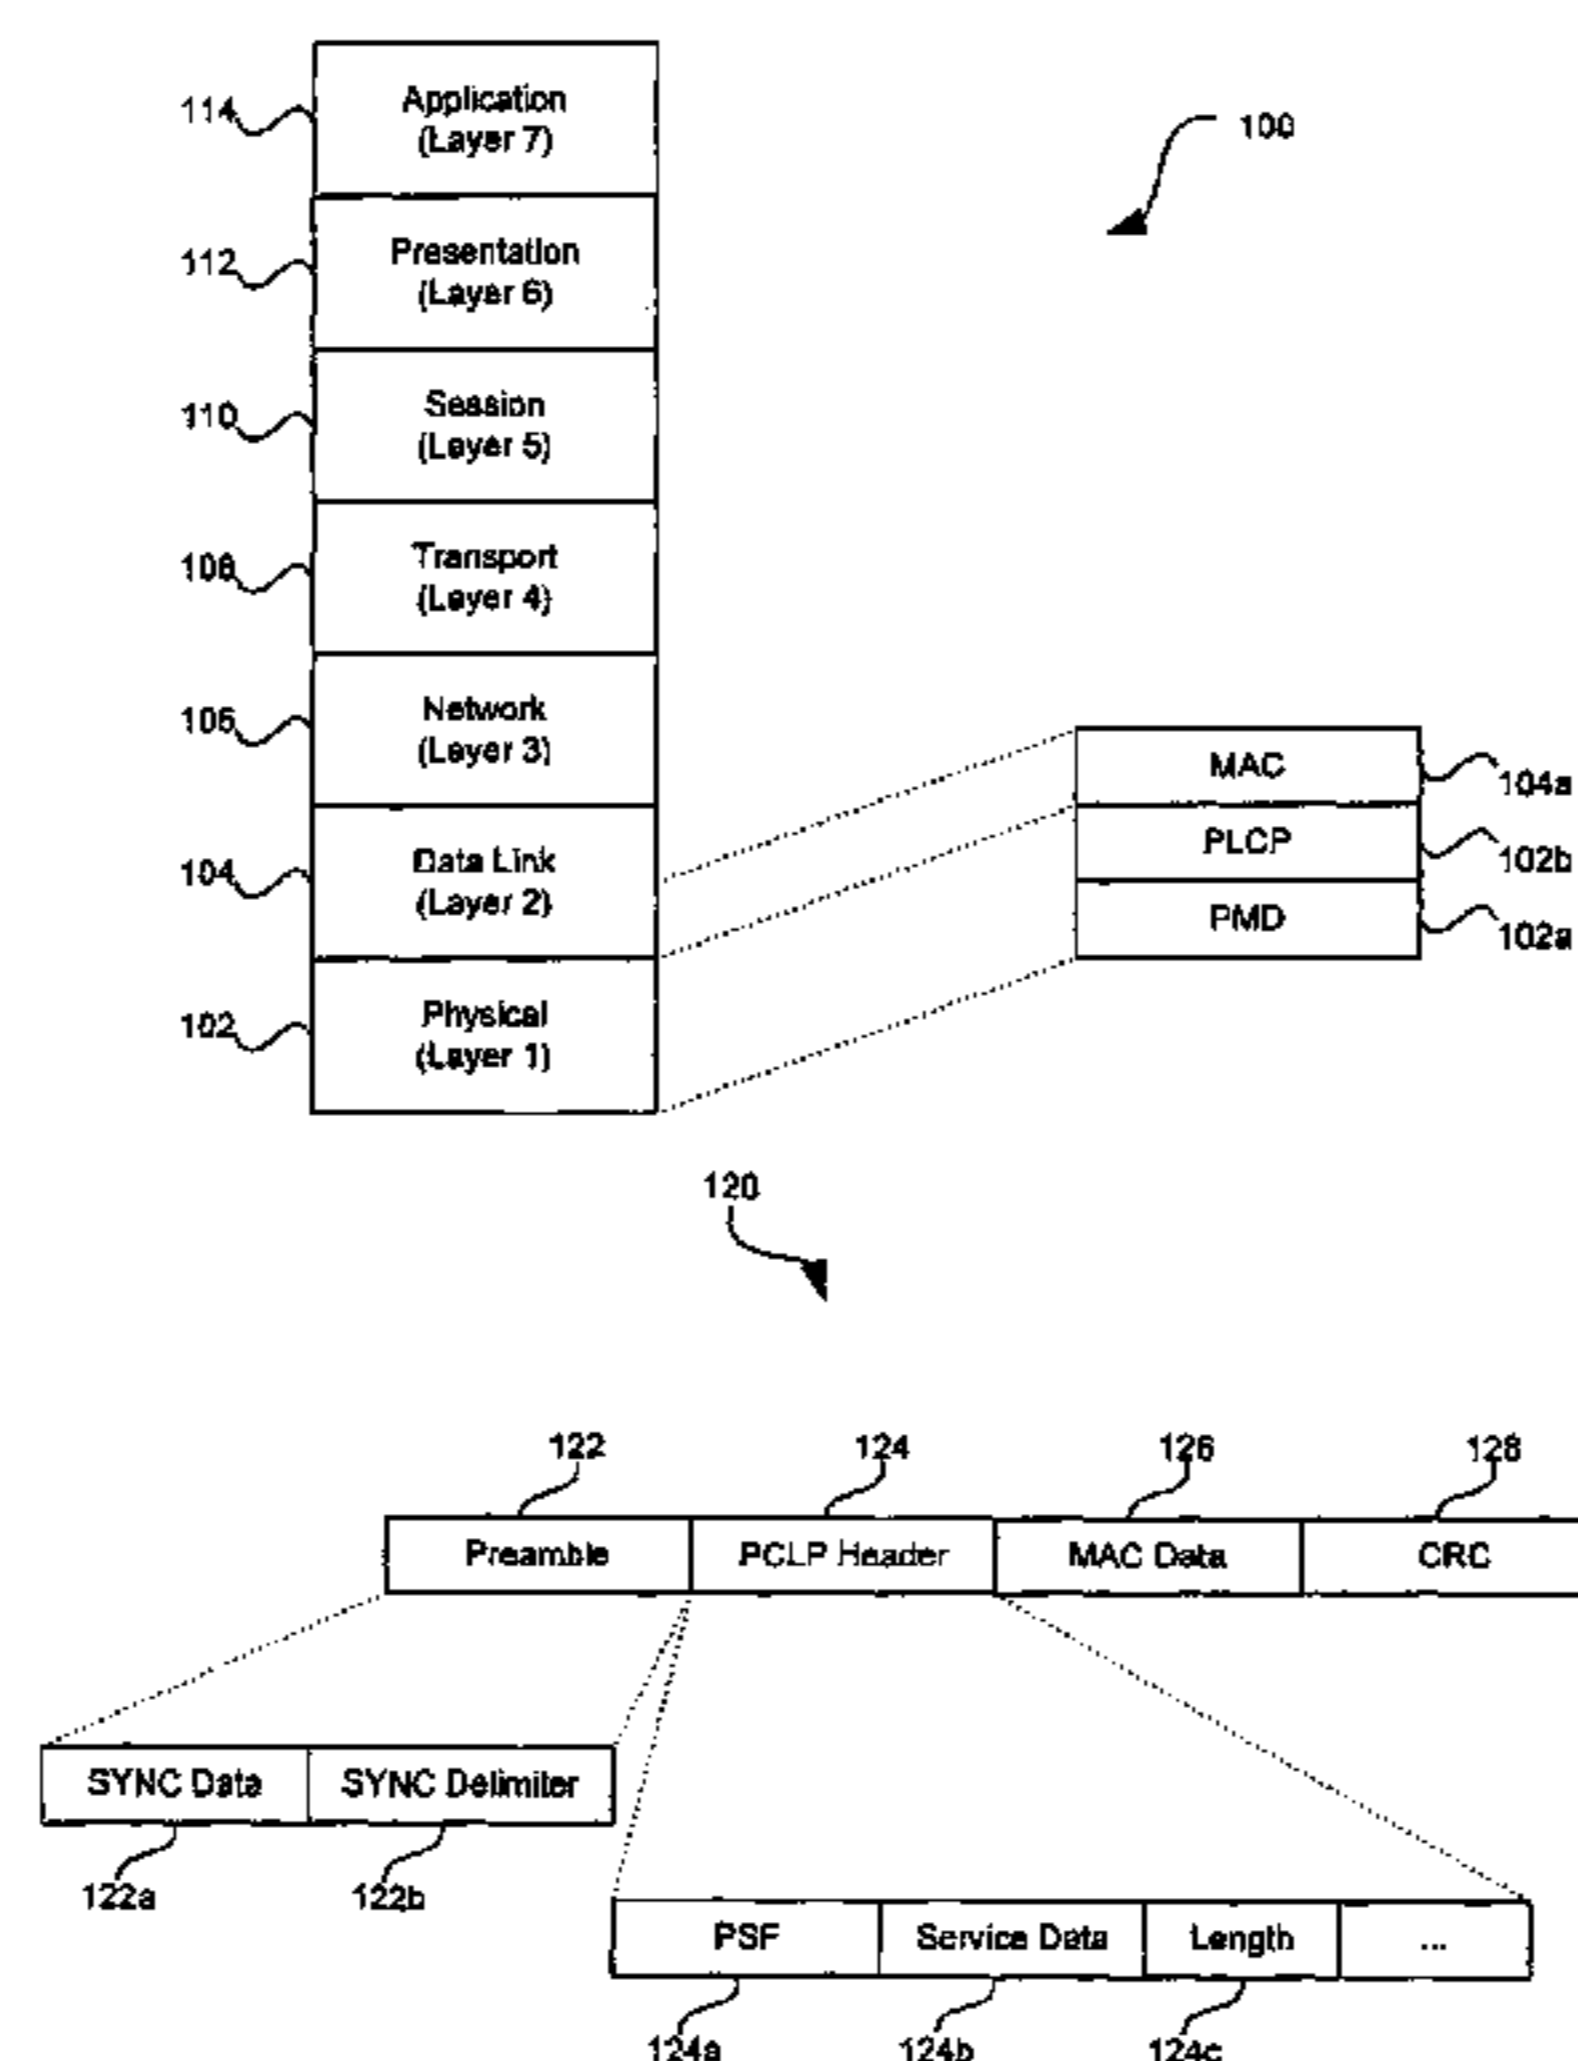 114
Application
(Layer 7)
100
112
Presentation
(Layer 6)
110
Session
(Layer 5)
108
Transport
(Layer 4)
106
Network
(Layer 3)
MAC
104a
104
Data Link
(Layer 2)
PLCP
102b
PMD
102a
102
Physical
(Layer 1)
120
122
124
126
128
Preamble
PCLP Header
MAC Data
CRC
SYNC Data
SYNC Delimiter
122a
122b
PSF
Service Data
Length
...
124a
124b
124c